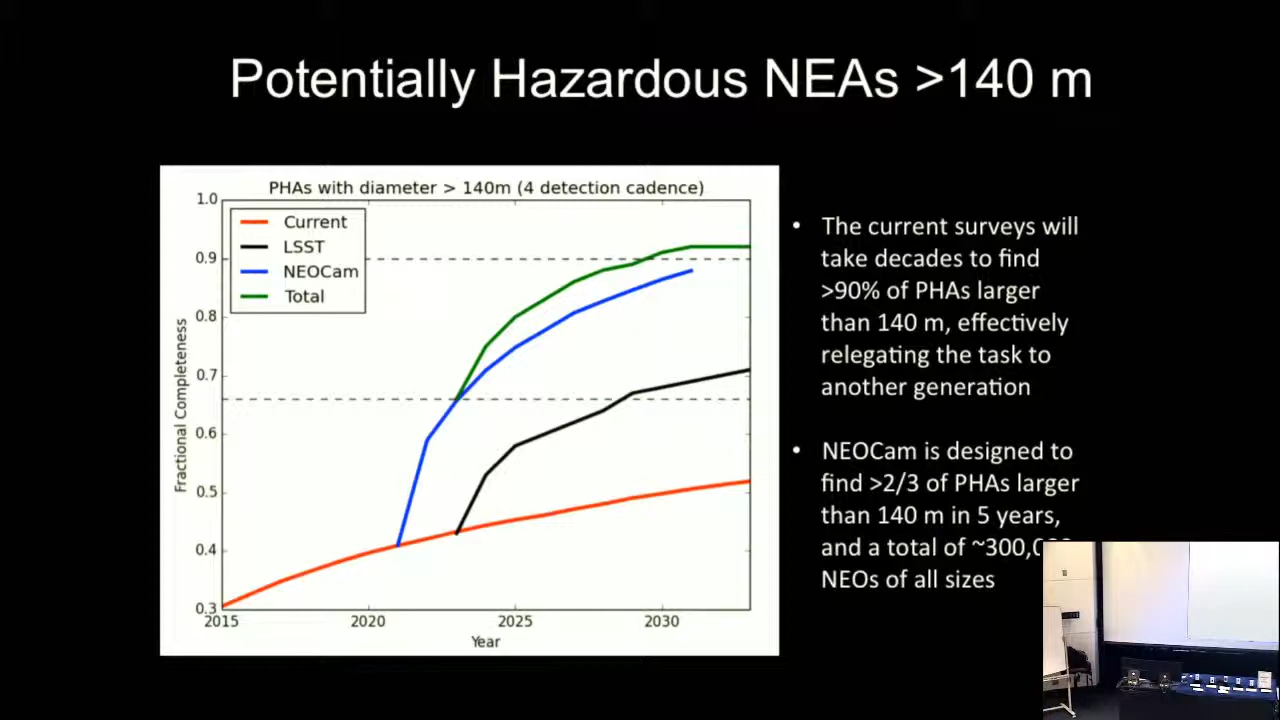 Potentially Hazardous NEAs >140 m
PHAs with diameter > 140m (4 detection cadence)
1.0
0.9
0.8
0.7
0.6
0.5
0.4
0.3
Fractional Completeness
Current
LSST
NEOCam
Total
2015
2020
2025
2030
Year
• The current surveys will
take decades to find
>90% of PHAs larger
than 140 m, effectively
relegating the task to
another generation
• NEOCam is designed to
find >2/3 of PHAs larger
than 140 m in 5 years,
and a total of
NEOs of all sizes